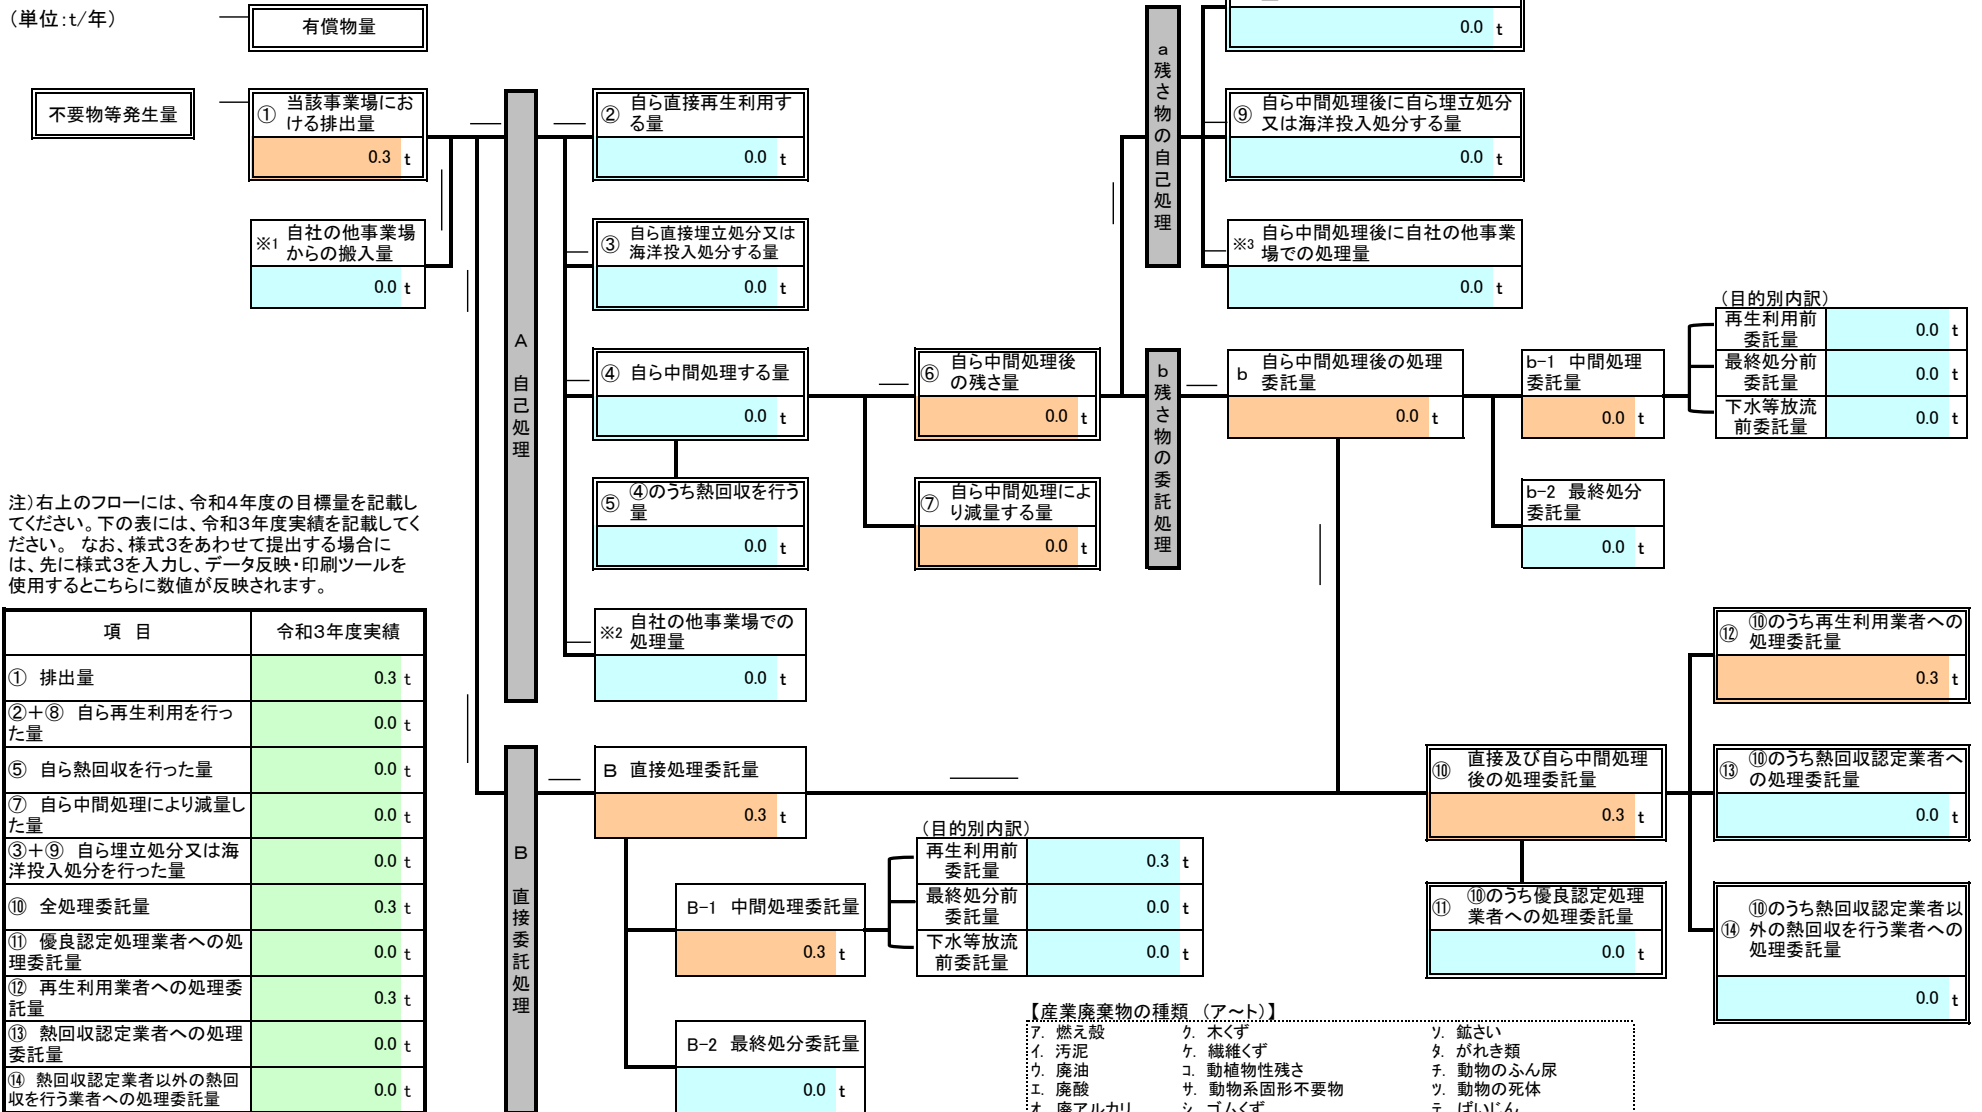 (単位:t/年)
有償物量
不要物等発生量
① 当該事業場にお
ける排出量
0.3 t
※1 自社の他事業場
からの搬入量
0.0 t
A 自己処理
② 自ら直接再生利用す
る量
0.0 t
③ 自ら直接埋立処分又は
海洋投入処分する量
0.0 t
④ 自ら中間処理する量
0.0 t
⑤ ④のうち熱回収を行う
量
0.0 t
※2 自社の他事業場での
処理量
0.0 t
⑥ 自ら中間処理後
の残さ量
0.0 t
⑦ 自ら中間処理によ
り減量する量
0.0 t
a 残さ物の自己処理
0.0 t
⑨ 自ら中間処理後に自ら埋立処分
又は海洋投入処分する量
0.0 t
※3 自ら中間処理後に自社の他事業
場での処理量
0.0 t
b 残さ物の委託処理
b 自ら中間処理後の処理
委託量
0.0 t
b-1 中間処理
委託量
0.0 t
b-2 最終処分
委託量
0.0 t
(目的別内訳)
再生利用前
委託量
0.0 t
最終処分前
委託量
0.0 t
下水等放流
前委託量
0.0 t
注)右上のフローには、令和4年度の目標量を記載し
てください。下の表には、令和3年度実績を記載してく
ださい。 なお、様式3をあわせて提出する場合に
は、先に様式3を入力し、データ反映・印刷ツールを
使用するとこちらに数値が反映されます。
項 目 令和3年度実績
① 排出量 0.3 t
②+⑧ 自ら再生利用を行っ
た量 0.0 t
⑤ 自ら熱回収を行った量 0.0 t
⑦ 自ら中間処理により減量し
た量 0.0 t
③+⑨ 自ら埋立処分又は海
洋投入処分を行った量 0.0 t
⑩ 全処理委託量 0.3 t
⑪ 優良認定処理業者への処
理委託量 0.0 t
⑫ 再生利用業者への処理委
託量 0.3 t
⑬ 熱回収認定業者への処理
委託量 0.0 t
⑭ 熱回収認定業者以外の熱回
収を行う業者への処理委託量 0.0 t
B 直接委託処理
B 直接処理委託量
0.3 t
B-1 中間処理委託量
0.3 t
B-2 最終処分委託量
0.0 t
(目的別内訳)
再生利用前
委託量
0.3 t
最終処分前
委託量
0.0 t
下水等放流
前委託量
0.0 t
⑩ 直接及び自ら中間処理
後の処理委託量
0.3 t
⑪ ⑩のうち優良認定処理
業者への処理委託量
0.0 t
⑫ ⑩のうち再生利用業者への
処理委託量
0.3 t
⑬ ⑩のうち熱回収認定業者へ
の処理委託量
0.0 t
⑭ ⑩のうち熱回収認定業者以
外の熱回収を行う業者への
処理委託量
0.0 t
【産業廃棄物の種類 (ア~ト)】
ア. 燃え殻 ク. 木くず ソ. 鉱さい
イ. 汚泥 ケ. 繊維くず タ. がれき類
ウ. 廃油 コ. 動植物性残さ チ. 動物のふん尿
エ. 廃酸 サ. 動物系固形不要物 ツ. 動物の死体
オ. 廃アルカリ シ. ゴムくず テ. ばいじん